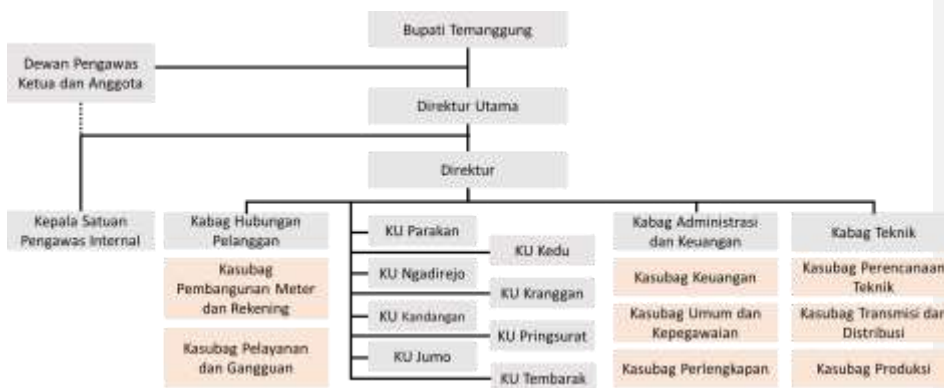 Bupati Temanggung
Dewan Pengawas
Ketua dan Anggota
Direktur Utama
Direktur
Kepala Satuan
Pengawas Internal
Kabag Hubungan
Pelanggan
Kasubag
Pembangunan Meter
dan Rekening
Kasubag Pelayanan
dan Gangguan
KU Parakan
KU Kedu
KU Ngadirejo
KU Kranggan
KU Kandangan
KU Pringsurat
KU Jumo
KU Tembarak
Kabag Administrasi
dan Keuangan
Kasubag Keuangan
Kasubag Umum dan
Kepegawaian
Kasubag Perlengkapan
Kabag Teknik
Kasubag Perencanaan
Teknik
Kasubag Transmisi dan
Distribusi
Kasubag Produksi